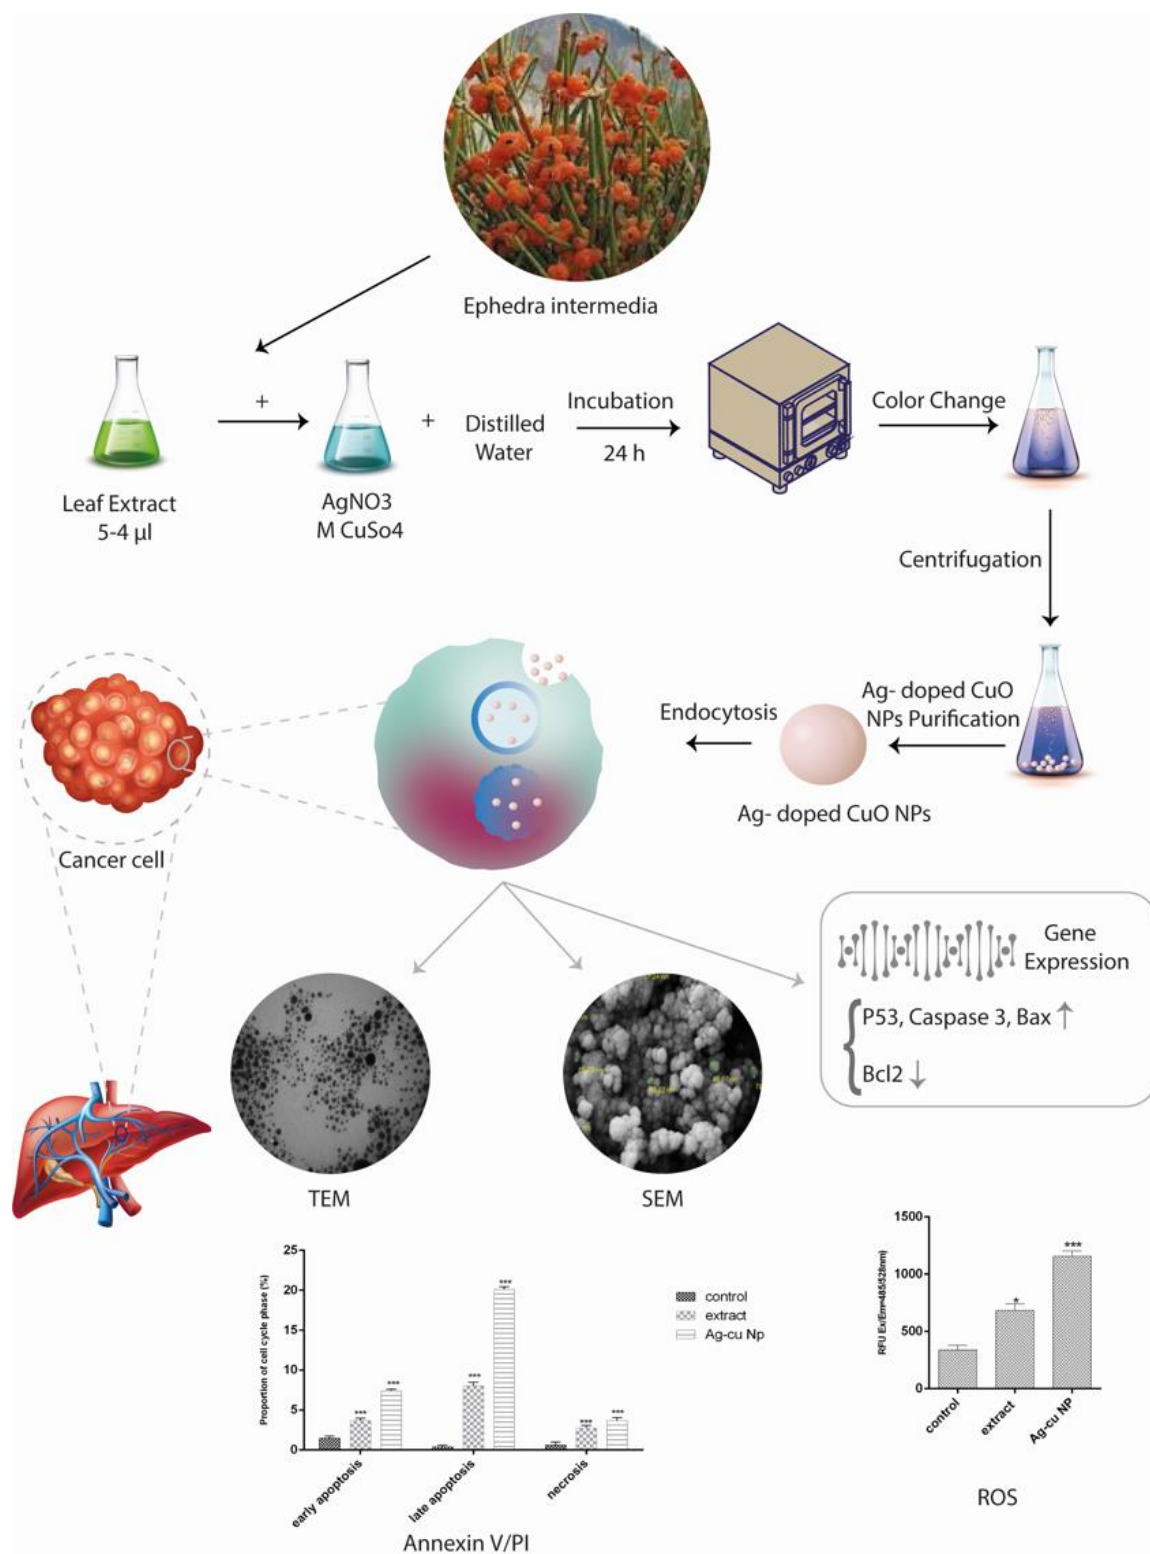 Ephedra intermedia
Leaf Extract
5-4 µl
+
AgNO3
M CuSo4
+
Distilled
Water
Incubation
24 h
Color Change
Centrifugation
Ag- doped CuO
NPs Purification
Ag- doped CuO NPs
Endocytosis
Cancer cell
Gene
Expression
P53, Caspase 3, Bax ↑
Bcl2 ↓
TEM
SEM
Proportion of cell cycle phase (%)
25
20
15
10
5
0
***
***
***
***
***
***
early apoptosis
late apoptosis
necrosis
control
extract
Ag-cu Np
Annexin V/PI
RFU Ex/Em=485/528nm)
1500
1000
500
0
*
***
control
extract
Ag-cu NP
ROS